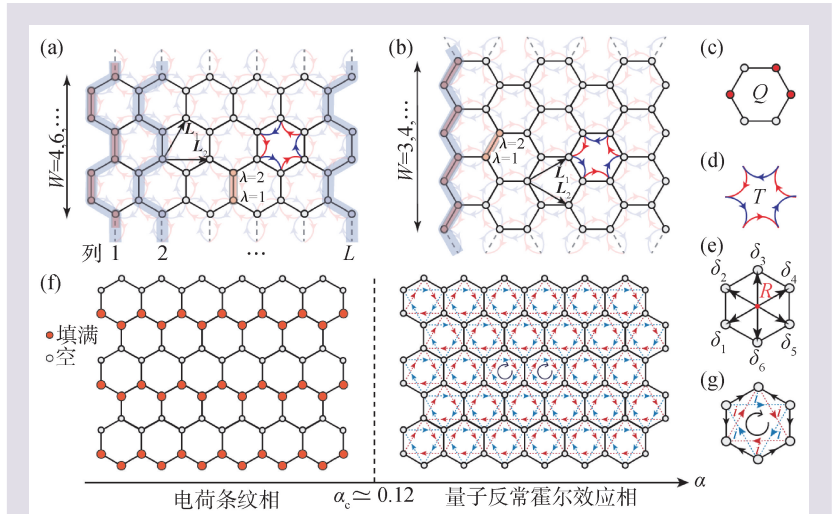 (a)
(b)
(c)
Q
W=4,6,⋯
L₁
L₂
λ=2
λ=1
W=3,4,⋯
λ=2
λ=1
L₁
L₂
(d)
T
列 1 2 ⋯ L
(e)
δ₃
δ₂ δ₄
R
δ₁ δ₅
δ₆
(f)
填满
空
(g)
i i
i i
i i
电荷条纹相 α_c≃0.12 量子反常霍尔效应相 α